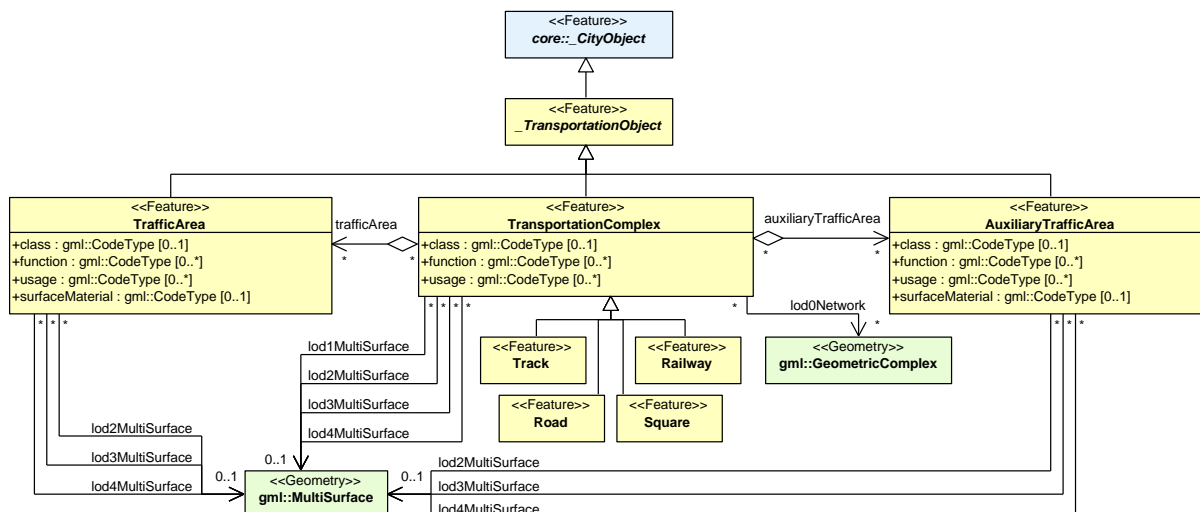 <<Feature>>
core::_CityObject
<<Feature>>
_TransportationObject
<<Feature>>
TrafficArea
+class : gml::CodeType [0..1]
+function : gml::CodeType [0..*]
+usage : gml::CodeType [0..*]
+surfaceMaterial : gml::CodeType [0..1]
trafficArea
*
*
<<Feature>>
TransportationComplex
+class : gml::CodeType [0..1]
+function : gml::CodeType [0..*]
+usage : gml::CodeType [0..*]
auxiliaryTrafficArea
*
*
<<Feature>>
AuxiliaryTrafficArea
+class : gml::CodeType [0..1]
+function : gml::CodeType [0..*]
+usage : gml::CodeType [0..*]
+surfaceMaterial : gml::CodeType [0..1]
* * *
* * * *
*
lod0Network
*
* * *
lod1MultiSurface
lod2MultiSurface
lod3MultiSurface
lod4MultiSurface
<<Feature>>
Track
<<Feature>>
Railway
<<Geometry>>
gml::GeometricComplex
<<Feature>>
Road
<<Feature>>
Square
lod2MultiSurface
lod3MultiSurface
lod4MultiSurface
0..1
0..1
0..1
<<Geometry>>
gml::MultiSurface
lod2MultiSurface
lod3MultiSurface
lod4MultiSurface